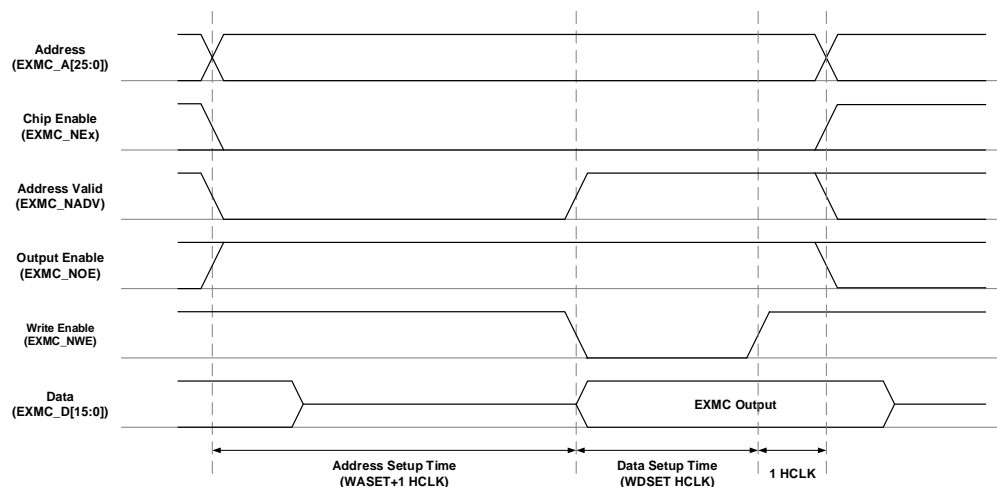 Address
(EXMC_A[25:0])
Chip Enable
(EXMC_NEx)
Address Valid
(EXMC_NADV)
Output Enable
(EXMC_NOE)
Write Enable
(EXMC_NWE)
Data
(EXMC_D[15:0])
EXMC Output
Address Setup Time
(WASET+1 HCLK)
Data Setup Time
(WDSET HCLK)
1 HCLK